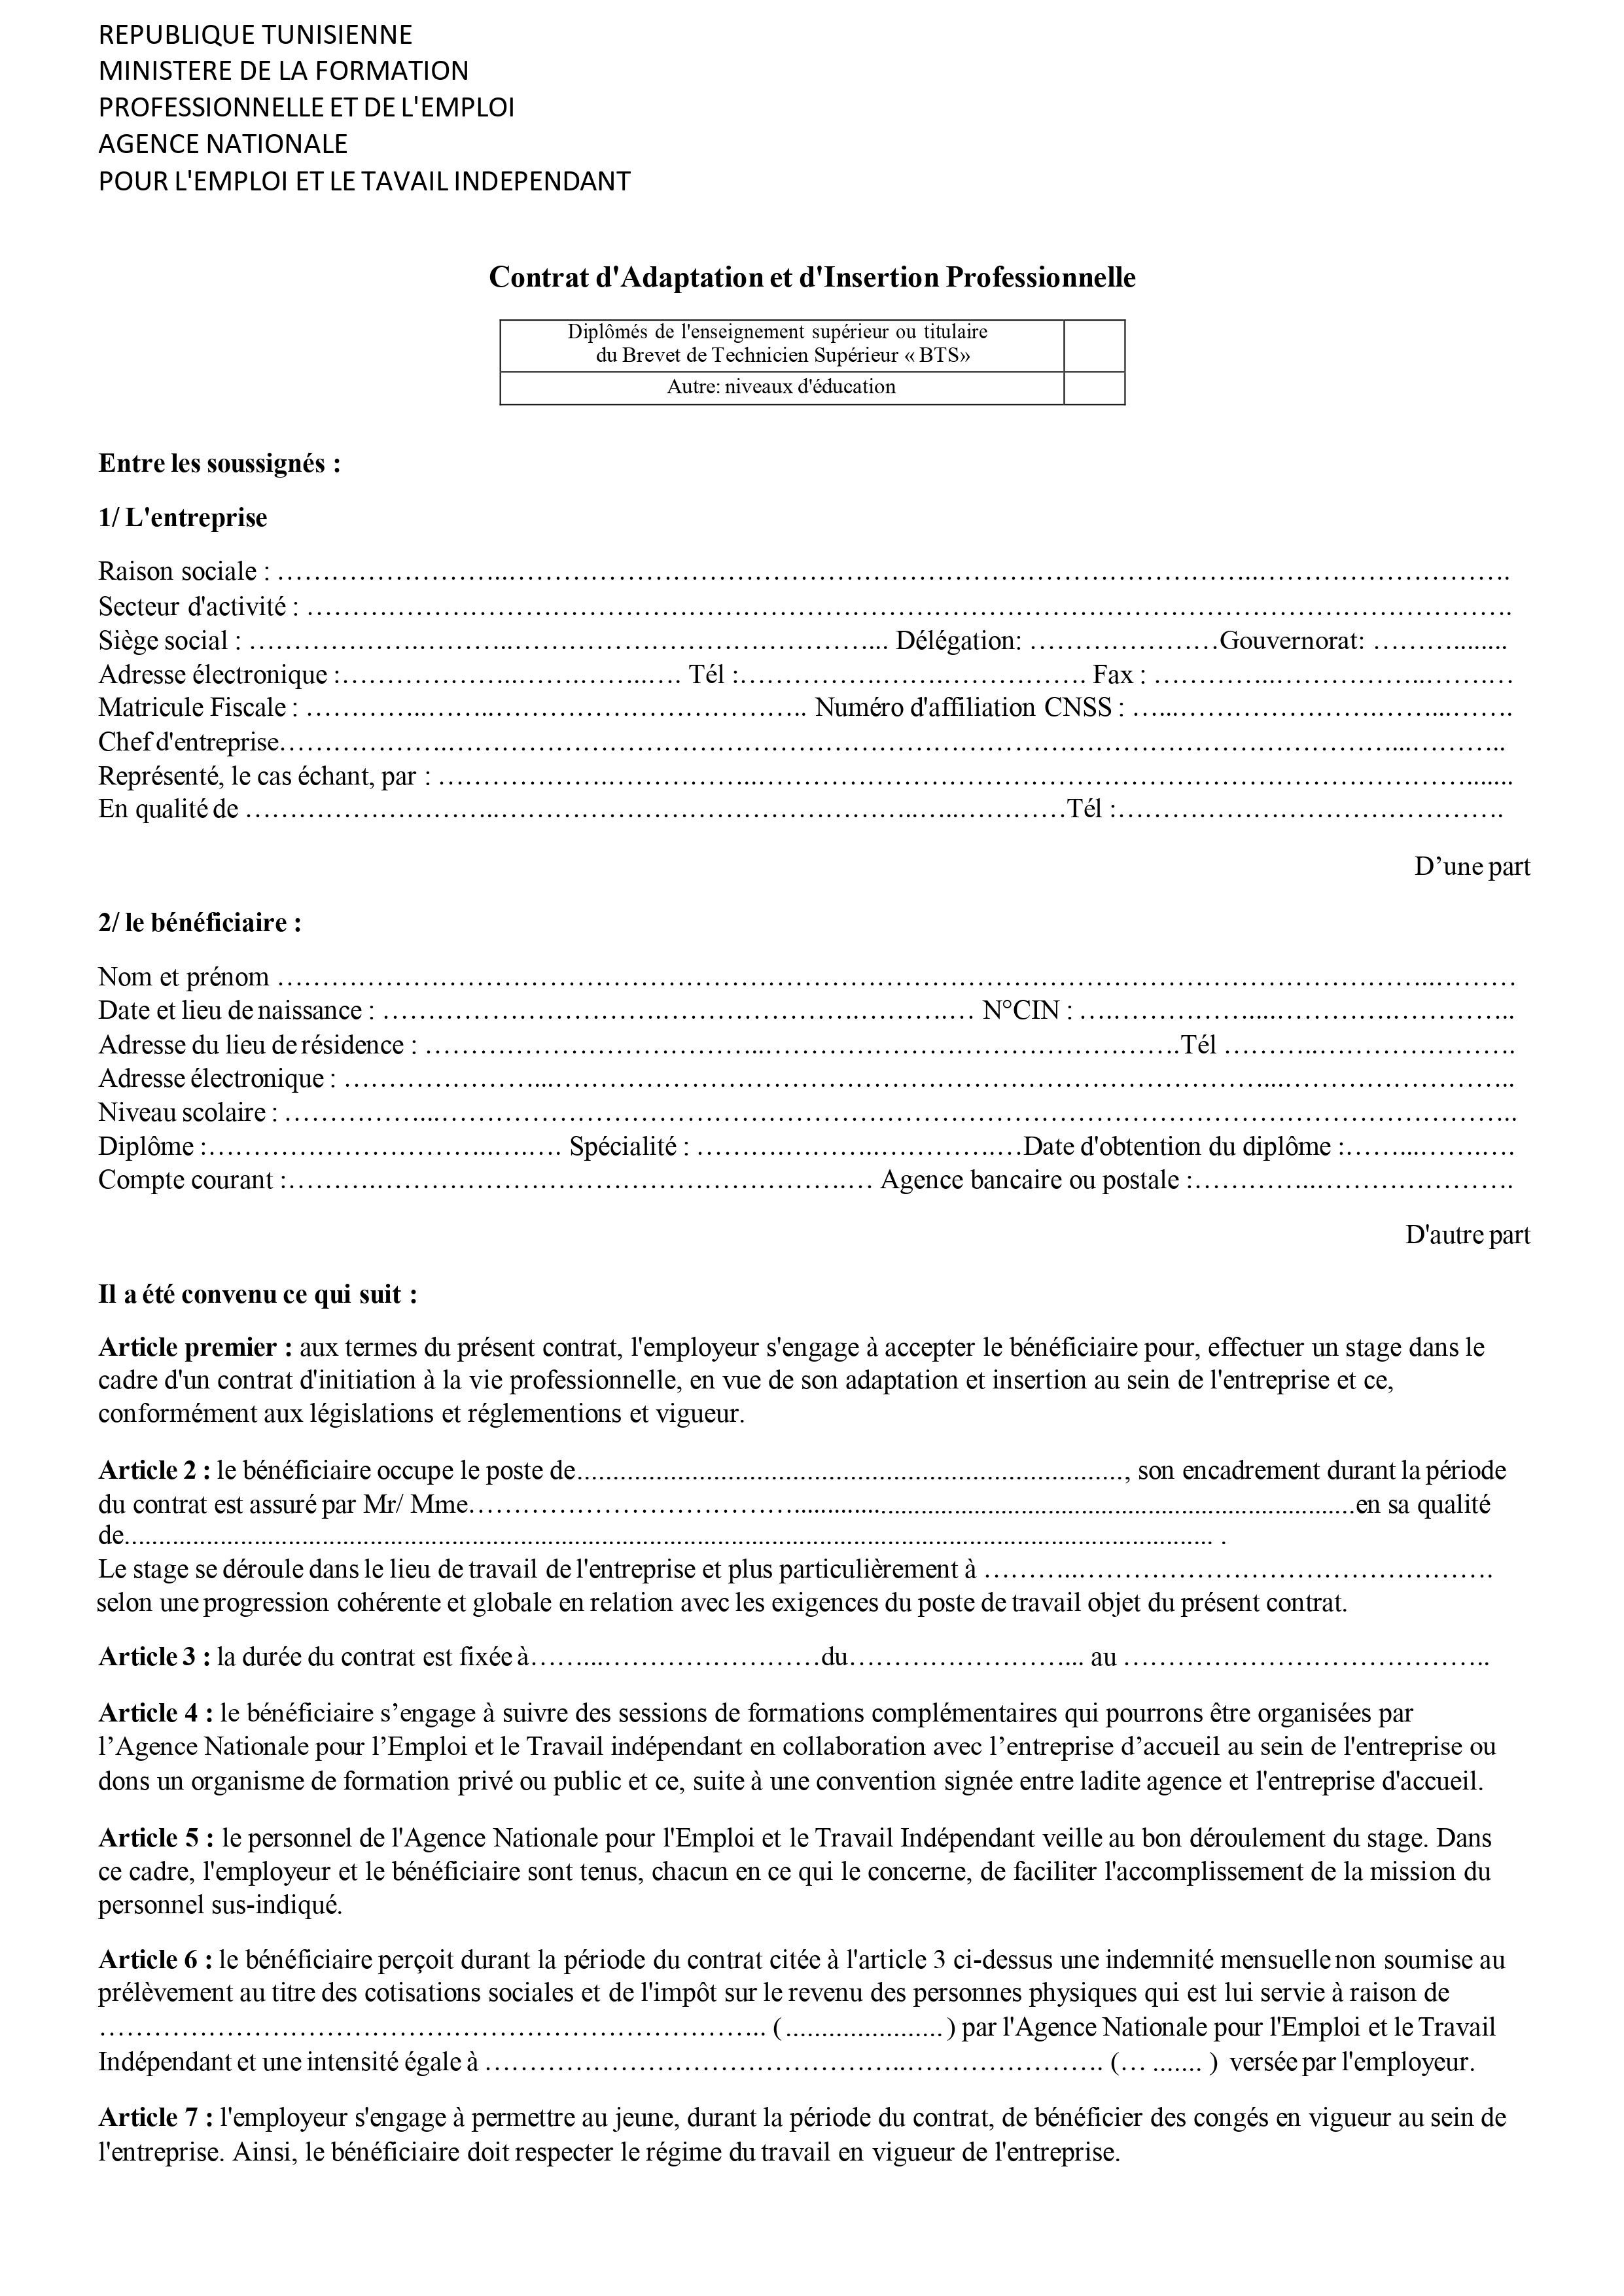 REPUBLIQUE TUNISIENNE
MINISTERE DE LA FORMATION
PROFESSIONNELLE ET DE L'EMPLOI
AGENCE NATIONALE
POUR L'EMPLOI ET LE TAVAIL INDEPENDANT
Contrat d'Adaptation et d'Insertion Professionnelle
Diplômés de l'enseignement supérieur ou titulaire
du Brevet de Technicien Supérieur « BTS»
Autre: niveaux d'éducation
Entre les soussignés :
1/ L'entreprise
Raison sociale : ……………………..……………………………………………………………………..……………………….
Secteur d'activité : …………………………………………………………………………………………………………………….
Siège social : ……………….………..…………………………………... Délégation: …………………Gouvernorat: ………........
Adresse électronique :………………..…….……..…. Tél :…………….…….……………. Fax : …………..……………..………
Matricule Fiscale : …………..……..…………………………….. Numéro d'affiliation CNSS : …...………………….……...…….
Chef d'entreprise……………….…………………………………………………………………………………………...………..
Représenté, le cas échant, par : ……………….……………..…………………………………………………………………….......
En qualité de ………………………..……………………………………..…...…………Tél :…………………………………….
D’une part
2/ le bénéficiaire :
Nom et prénom ……………………………………………………………………………………………………………..………
Date et lieu de naissance : ………………………….………………….……….… N°CIN : ….……………....………….………..
Adresse du lieu de résidence : ………………………………..……………………………………….Tél ………..………………….
Adresse électronique : …………………...……………………………………………………………………...……………………..
Niveau scolaire : ……………...………………………………………………………………………………………………………..
Diplôme :…………………………..….…. Spécialité : ………………..………….…Date d'obtention du diplôme :……...…….….
Compte courant :……….…………………………………………….… Agence bancaire ou postale :…………..………………….
D'autre part
Il a été convenu ce qui suit :
Article premier : aux termes du présent contrat, l'employeur s'engage à accepter le bénéficiaire pour, effectuer un stage dans le
cadre d'un contrat d'initiation à la vie professionnelle, en vue de son adaptation et insertion au sein de l'entreprise et ce,
conformément aux législations et réglementions et vigueur.
Article 2 : le bénéficiaire occupe le poste de............................................................................, son encadrement durant la période
du contrat est assuré par Mr/ Mme………………………………..............................................................................en sa qualité
de........................................................................................................................................................... .
Le stage se déroule dans le lieu de travail de l'entreprise et plus particulièrement à ………..……………………………………….
selon une progression cohérente et globale en relation avec les exigences du poste de travail objet du présent contrat.
Article 3 : la durée du contrat est fixée à……...……………………du……………………... au …………………………………..
Article 4 : le bénéficiaire s’engage à suivre des sessions de formations complémentaires qui pourrons être organisées par
l’Agence Nationale pour l’Emploi et le Travail indépendant en collaboration avec l’entreprise d’accueil au sein de l'entreprise ou
dons un organisme de formation privé ou public et ce, suite à une convention signée entre ladite agence et l'entreprise d'accueil.
Article 5 : le personnel de l'Agence Nationale pour l'Emploi et le Travail Indépendant veille au bon déroulement du stage. Dans
ce cadre, l'employeur et le bénéficiaire sont tenus, chacun en ce qui le concerne, de faciliter l'accomplissement de la mission du
personnel sus-indiqué.
Article 6 : le bénéficiaire perçoit durant la période du contrat citée à l'article 3 ci-dessus une indemnité mensuelle non soumise au
prélèvement au titre des cotisations sociales et de l'impôt sur le revenu des personnes physiques qui est lui servie à raison de
……………………………………………………………….. ( ...................... ) par l'Agence Nationale pour l'Emploi et le Travail
Indépendant et une intensité égale à ………………………………………..…………………. (… ....... ) versée par l'employeur.
Article 7 : l'employeur s'engage à permettre au jeune, durant la période du contrat, de bénéficier des congés en vigueur au sein de
l'entreprise. Ainsi, le bénéficiaire doit respecter le régime du travail en vigueur de l'entreprise.